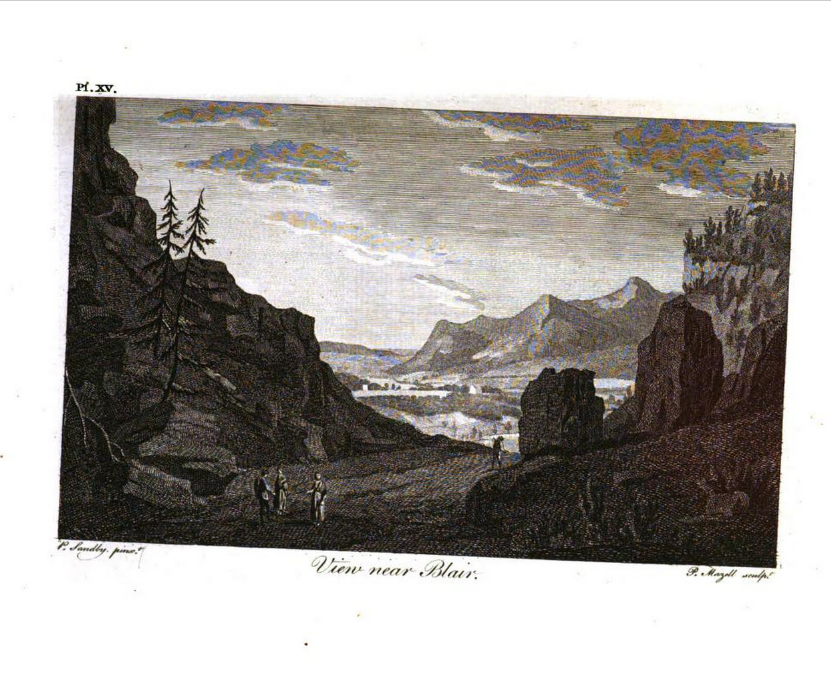 Pl. XV.
P. Sandby, pinx.t
View near Blair.
P. Mazell sculp.t